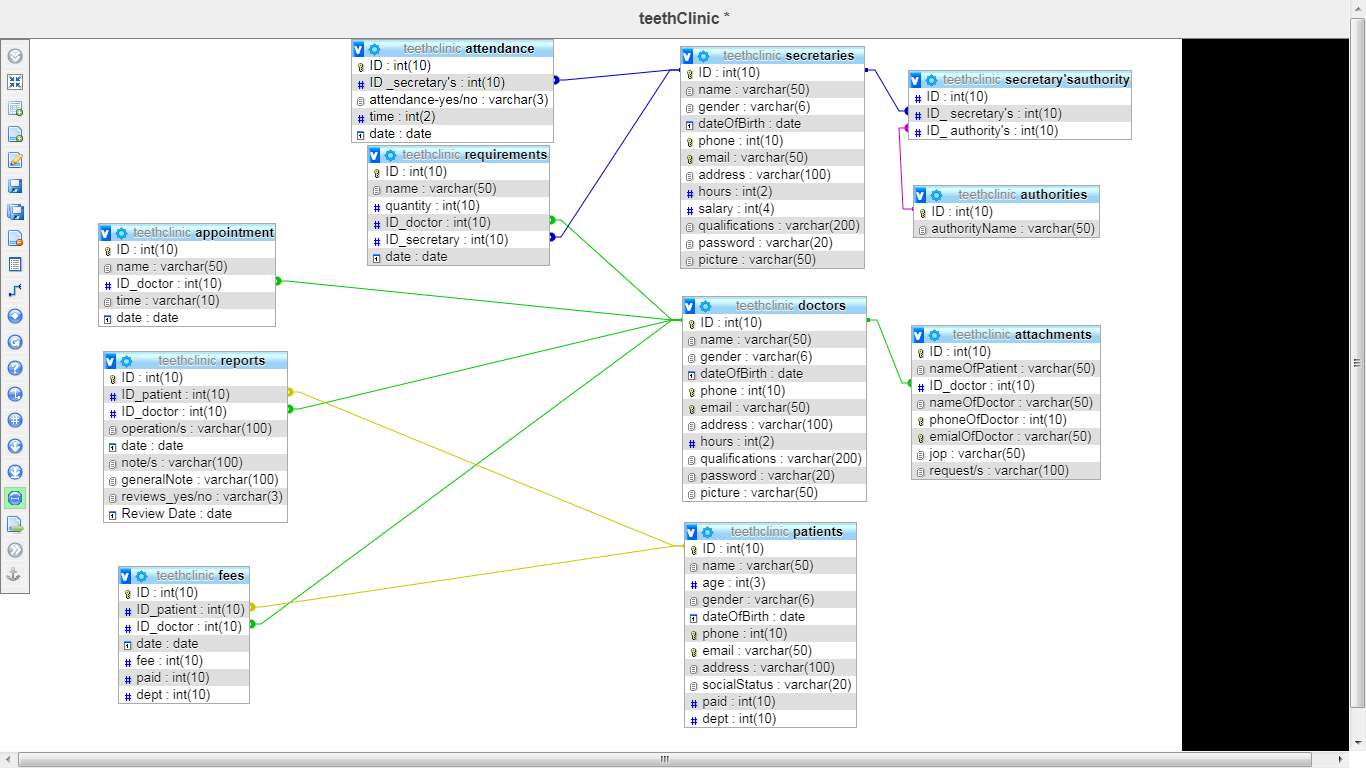 teethClinic *
teethclinic attendance
ID : int(10)
ID _secretary's : int(10)
attendance-yes/no : varchar(3)
time : int(2)
date : date
teethclinic requirements
ID : int(10)
name : varchar(50)
quantity : int(10)
ID_doctor : int(10)
ID_secretary : int(10)
date : date
teethclinic appointment
ID : int(10)
name : varchar(50)
ID_doctor : int(10)
time : varchar(10)
date : date
teethclinic reports
ID : int(10)
ID_patient : int(10)
ID_doctor : int(10)
operation/s : varchar(100)
date : date
note/s : varchar(100)
generalNote : varchar(100)
reviews_yes/no : varchar(3)
Review Date : date
teethclinic fees
ID : int(10)
ID_patient : int(10)
ID_doctor : int(10)
date : date
fee : int(10)
paid : int(10)
dept : int(10)
teethclinic secretaries
ID : int(10)
name : varchar(50)
gender : varchar(6)
dateOfBirth : date
phone : int(10)
email : varchar(50)
address : varchar(100)
hours : int(2)
salary : int(4)
qualifications : varchar(200)
password : varchar(20)
picture : varchar(50)
teethclinic doctors
ID : int(10)
name : varchar(50)
gender : varchar(6)
dateOfBirth : date
phone : int(10)
email : varchar(50)
address : varchar(100)
hours : int(2)
qualifications : varchar(200)
password : varchar(20)
picture : varchar(50)
teethclinic patients
ID : int(10)
name : varchar(50)
age : int(3)
gender : varchar(6)
dateOfBirth : date
phone : int(10)
email : varchar(50)
address : varchar(100)
socialStatus : varchar(20)
paid : int(10)
dept : int(10)
teethclinic secretary'sauthority
ID : int(10)
ID_ secretary's : int(10)
ID_ authority's : int(10)
teethclinic authorities
ID : int(10)
authorityName : varchar(50)
teethclinic attachments
ID : int(10)
nameOfPatient : varchar(50)
ID_doctor : int(10)
nameOfDoctor : varchar(50)
phoneOfDoctor : int(10)
emialOfDoctor : varchar(50)
jop : varchar(50)
request/s : varchar(100)